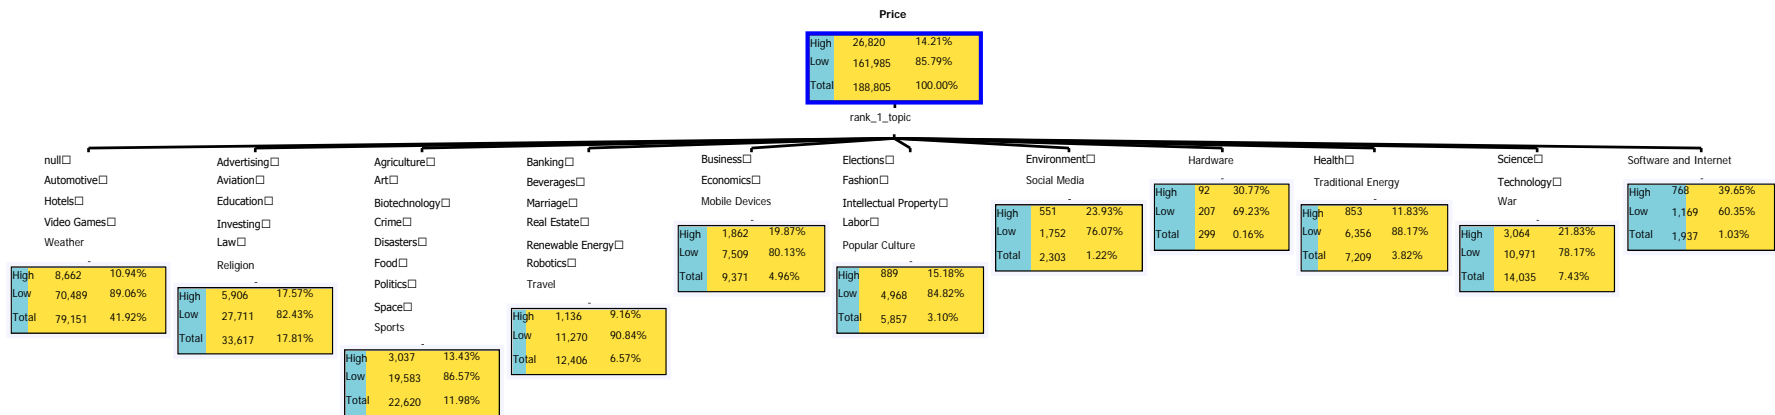 Price
High 26,820 14.21%
Low 161,985 85.79%
Total 188,805 100.00%
rank_1_topic
null□
Automotive□
Hotels□
Video Games□
Weather
-
High 8,662 10.94%
Low 70,489 89.06%
Total 79,151 41.92%
Advertising□
Aviation□
Education□
Investing□
Law□
Religion
-
High 5,906 17.57%
Low 27,711 82.43%
Total 33,617 17.81%
Agriculture□
Art□
Biotechnology□
Crime□
Disasters□
Food□
Politics□
Space□
Sports
-
High 3,037 13.43%
Low 19,583 86.57%
Total 22,620 11.98%
Banking□
Beverages□
Marriage□
Real Estate□
Renewable Energy□
Robotics□
Travel
-
High 1,136 9.16%
Low 11,270 90.84%
Total 12,406 6.57%
Business□
Economics□
Mobile Devices
-
High 1,862 19.87%
Low 7,509 80.13%
Total 9,371 4.96%
Elections□
Fashion□
Intellectual Property□
Labor□
Popular Culture
-
High 889 15.18%
Low 4,968 84.82%
Total 5,857 3.10%
Environment□
Social Media
-
High 551 23.93%
Low 1,752 76.07%
Total 2,303 1.22%
Hardware
-
High 92 30.77%
Low 207 69.23%
Total 299 0.16%
Health□
Traditional Energy
-
High 853 11.83%
Low 6,356 88.17%
Total 7,209 3.82%
Science□
Technology□
War
-
High 3,064 21.83%
Low 10,971 78.17%
Total 14,035 7.43%
Software and Internet
-
High 768 39.65%
Low 1,169 60.35%
Total 1,937 1.03%